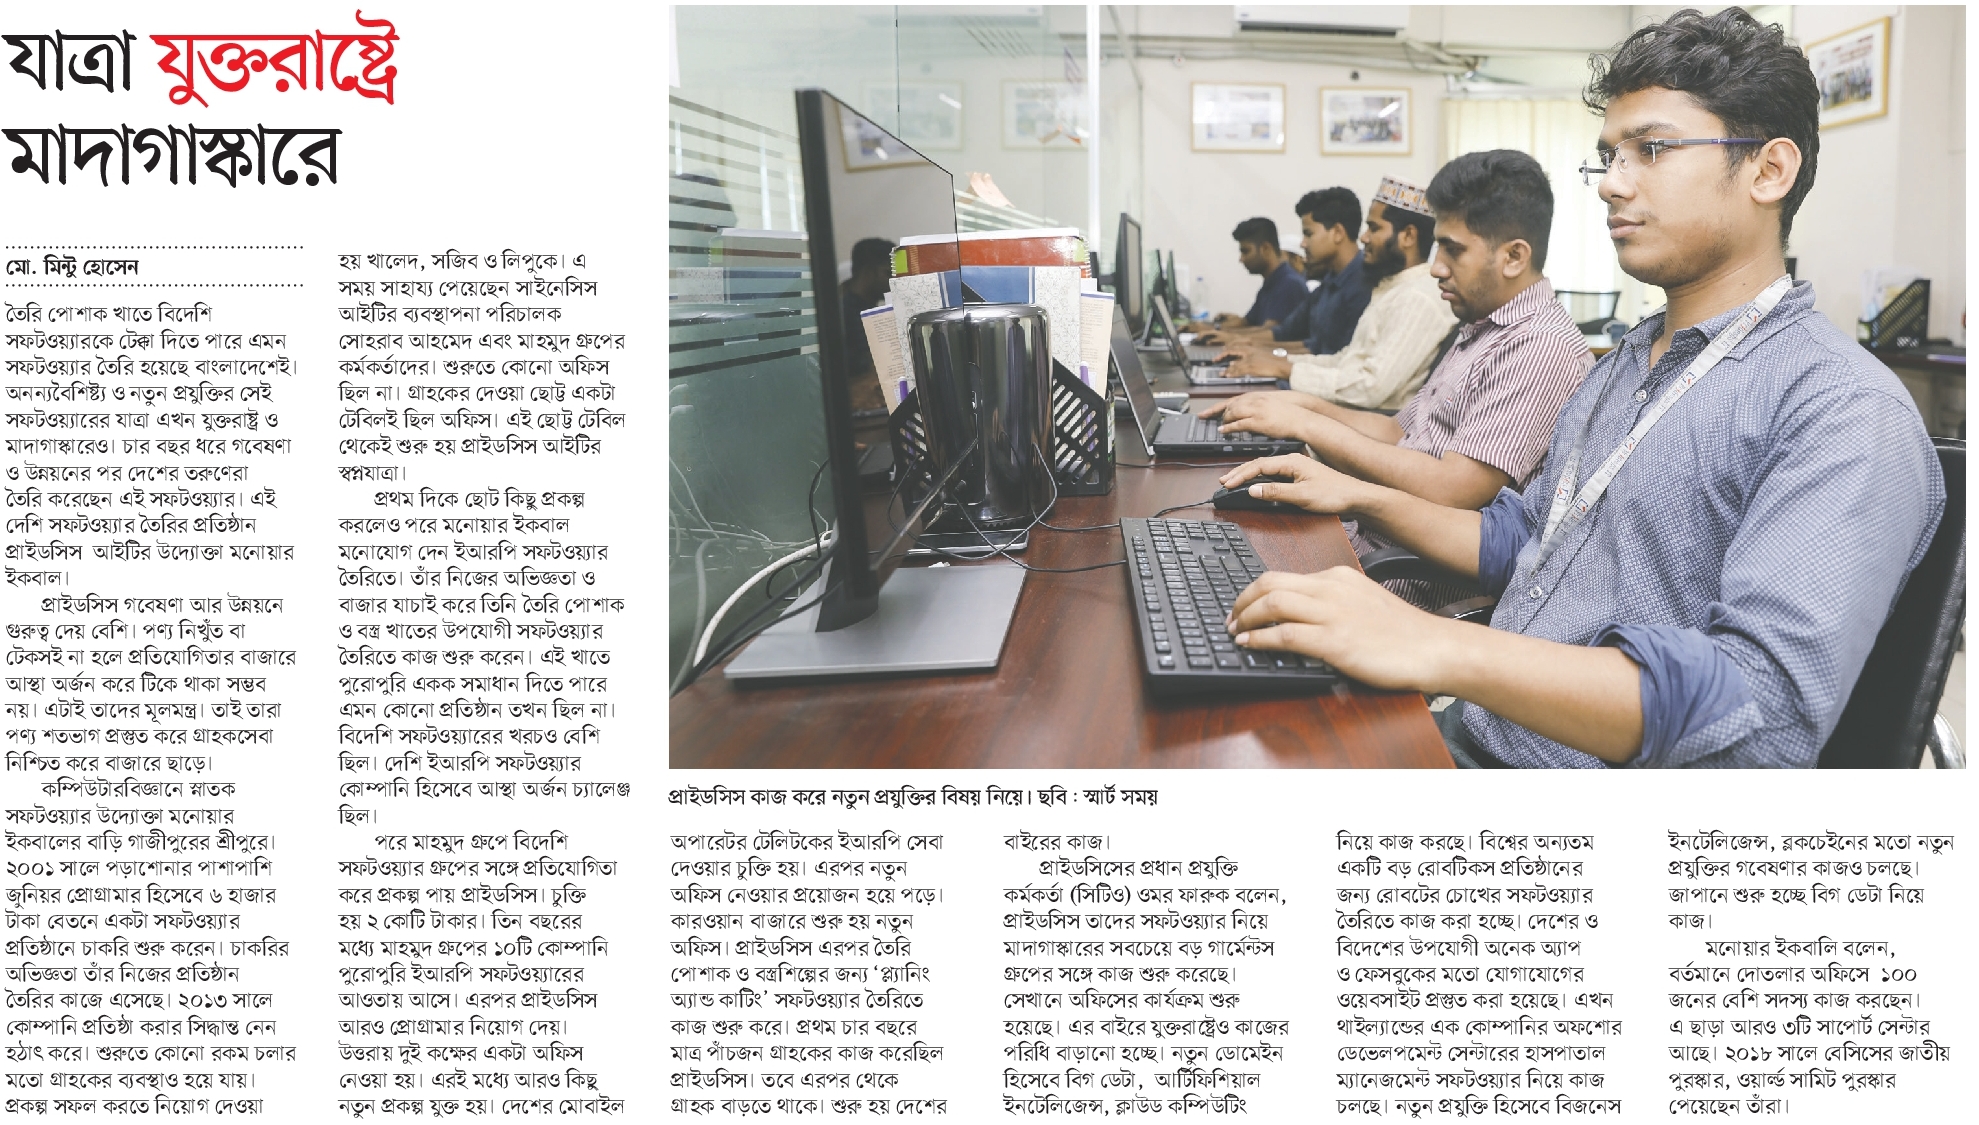 যাত্রা যুক্তরাষ্ট্রে
মাদাগাস্কারে
মো. মিন্টু হোসেন
তৈরি পোশাক খাতে বিদেশি
সফটওয়্যারকে টেক্কা দিতে পারে এমন
সফটওয়্যার তৈরি হয়েছে বাংলাদেশেই।
অনন্যবৈশিষ্ট্য ও নতুন প্রযুক্তির সেই
সফটওয়্যারের যাত্রা এখন যুক্তরাষ্ট্র ও
মাদাগাস্কারেও। চার বছর ধরে গবেষণা
ও উন্নয়নের পর দেশের তরুণেরা
তৈরি করেছেন এই সফটওয়্যার। এই
দেশি সফটওয়্যার তৈরির প্রতিষ্ঠান
প্রাইডসিস আইটির উদ্যোক্তা মনোয়ার
ইকবাল।
প্রাইডসিস গবেষণা আর উন্নয়নে
গুরুত্ব দেয় বেশি। পণ্য নিখুঁত বা
টেকসই না হলে প্রতিযোগিতার বাজারে
আস্থা অর্জন করে টিকে থাকা সম্ভব
নয়। এটাই তাদের মূলমন্ত্র। তাই তারা
পণ্য শতভাগ প্রস্তুত করে গ্রাহকসেবা
নিশ্চিত করে বাজারে ছাড়ে।
কম্পিউটারবিজ্ঞানে স্নাতক
সফটওয়্যার উদ্যোক্তা মনোয়ার
ইকবালের বাড়ি গাজীপুরের শ্রীপুরে।
২০০১ সালে পড়াশোনার পাশাপাশি
জুনিয়র প্রোগ্রামার হিসেবে ৬ হাজার
টাকা বেতনে একটা সফটওয়্যার
প্রতিষ্ঠানে চাকরি শুরু করেন। চাকরির
অভিজ্ঞতা তাঁর নিজের প্রতিষ্ঠান
তৈরির কাজে এসেছে। ২০১৩ সালে
কোম্পানি প্রতিষ্ঠা করার সিদ্ধান্ত নেন
হঠাৎ করে। শুরুতে কোনো রকম চলার
মতো গ্রাহকের ব্যবস্থাও হয়ে যায়।
প্রকল্প সফল করতে নিয়োগ দেওয়া
হয় খালেদ, সজিব ও লিপুকে। এ
সময় সাহায্য পেয়েছেন সাইনেসিস
আইটির ব্যবস্থাপনা পরিচালক
সোহরাব আহমেদ এবং মাহমুদ গ্রুপের
কর্মকর্তাদের। শুরুতে কোনো অফিস
ছিল না। গ্রাহকের দেওয়া ছোট্ট একটা
টেবিলই ছিল অফিস। এই ছোট্ট টেবিল
থেকেই শুরু হয় প্রাইডসিস আইটির
স্বপ্নযাত্রা।
প্রথম দিকে ছোট কিছু প্রকল্প
করলেও পরে মনোয়ার ইকবাল
মনোযোগ দেন ইআরপি সফটওয়্যার
তৈরিতে। তাঁর নিজের অভিজ্ঞতা ও
বাজার যাচাই করে তিনি তৈরি পোশাক
ও বস্ত্র খাতের উপযোগী সফটওয়্যার
তৈরিতে কাজ শুরু করেন। এই খাতে
পুরোপুরি একক সমাধান দিতে পারে
এমন কোনো প্রতিষ্ঠান তখন ছিল না।
বিদেশি সফটওয়্যারের খরচও বেশি
ছিল। দেশি ইআরপি সফটওয়্যার
কোম্পানি হিসেবে আস্থা অর্জন চ্যালেঞ্জ
ছিল।
পরে মাহমুদ গ্রুপে বিদেশি
সফটওয়্যার গ্রুপের সঙ্গে প্রতিযোগিতা
করে প্রকল্প পায় প্রাইডসিস। চুক্তি
হয় ২ কোটি টাকার। তিন বছরের
মধ্যে মাহমুদ গ্রুপের ১০টি কোম্পানি
পুরোপুরি ইআরপি সফটওয়্যারের
আওতায় আসে। এরপর প্রাইডসিস
আরও প্রোগ্রামার নিয়োগ দেয়।
উত্তরায় দুই কক্ষের একটা অফিস
নেওয়া হয়। এরই মধ্যে আরও কিছু
নতুন প্রকল্প যুক্ত হয়। দেশের মোবাইল
প্রাইডসিস কাজ করে নতুন প্রযুক্তির বিষয় নিয়ে। ছবি : স্মার্ট সময়
অপারেটর টেলিটকের ইআরপি সেবা
দেওয়ার চুক্তি হয়। এরপর নতুন
অফিস নেওয়ার প্রয়োজন হয়ে পড়ে।
কারওয়ান বাজারে শুরু হয় নতুন
অফিস। প্রাইডসিস এরপর তৈরি
পোশাক ও বস্ত্রশিল্পের জন্য ‘প্ল্যানিং
অ্যান্ড কাটিং’ সফটওয়্যার তৈরিতে
কাজ শুরু করে। প্রথম চার বছরে
মাত্র পাঁচজন গ্রাহকের কাজ করেছিল
প্রাইডসিস। তবে এরপর থেকে
গ্রাহক বাড়তে থাকে। শুরু হয় দেশের
বাইরের কাজ।
প্রাইডসিসের প্রধান প্রযুক্তি
কর্মকর্তা (সিটিও) ওমর ফারুক বলেন,
প্রাইডসিস তাদের সফটওয়্যার নিয়ে
মাদাগাস্কারের সবচেয়ে বড় গার্মেন্টস
গ্রুপের সঙ্গে কাজ শুরু করেছে।
সেখানে অফিসের কার্যক্রম শুরু
হয়েছে। এর বাইরে যুক্তরাষ্ট্রেও কাজের
পরিধি বাড়ানো হচ্ছে। নতুন ডোমেইন
হিসেবে বিগ ডেটা, আর্টিফিশিয়াল
ইনটেলিজেন্স, ক্লাউড কম্পিউটিং
নিয়ে কাজ করছে। বিশ্বের অন্যতম
একটি বড় রোবটিকস প্রতিষ্ঠানের
জন্য রোবটের চোখের সফটওয়্যার
তৈরিতে কাজ করা হচ্ছে। দেশের ও
বিদেশের উপযোগী অনেক অ্যাপ
ও ফেসবুকের মতো যোগাযোগের
ওয়েবসাইট প্রস্তুত করা হয়েছে। এখন
থাইল্যান্ডের এক কোম্পানির অফশোর
ডেভেলপমেন্ট সেন্টারের হাসপাতাল
ম্যানেজমেন্ট সফটওয়্যার নিয়ে কাজ
চলছে। নতুন প্রযুক্তি হিসেবে বিজনেস
ইনটেলিজেন্স, ব্লকচেইনের মতো নতুন
প্রযুক্তির গবেষণার কাজও চলছে।
জাপানে শুরু হচ্ছে বিগ ডেটা নিয়ে
কাজ।
মনোয়ার ইকবালি বলেন,
বর্তমানে দোতলার অফিসে ১০০
জনের বেশি সদস্য কাজ করছেন।
এ ছাড়া আরও ৩টি সাপোর্ট সেন্টার
আছে। ২০১৮ সালে বেসিসের জাতীয়
পুরস্কার, ওয়ার্ল্ড সামিট পুরস্কার
পেয়েছেন তাঁরা।